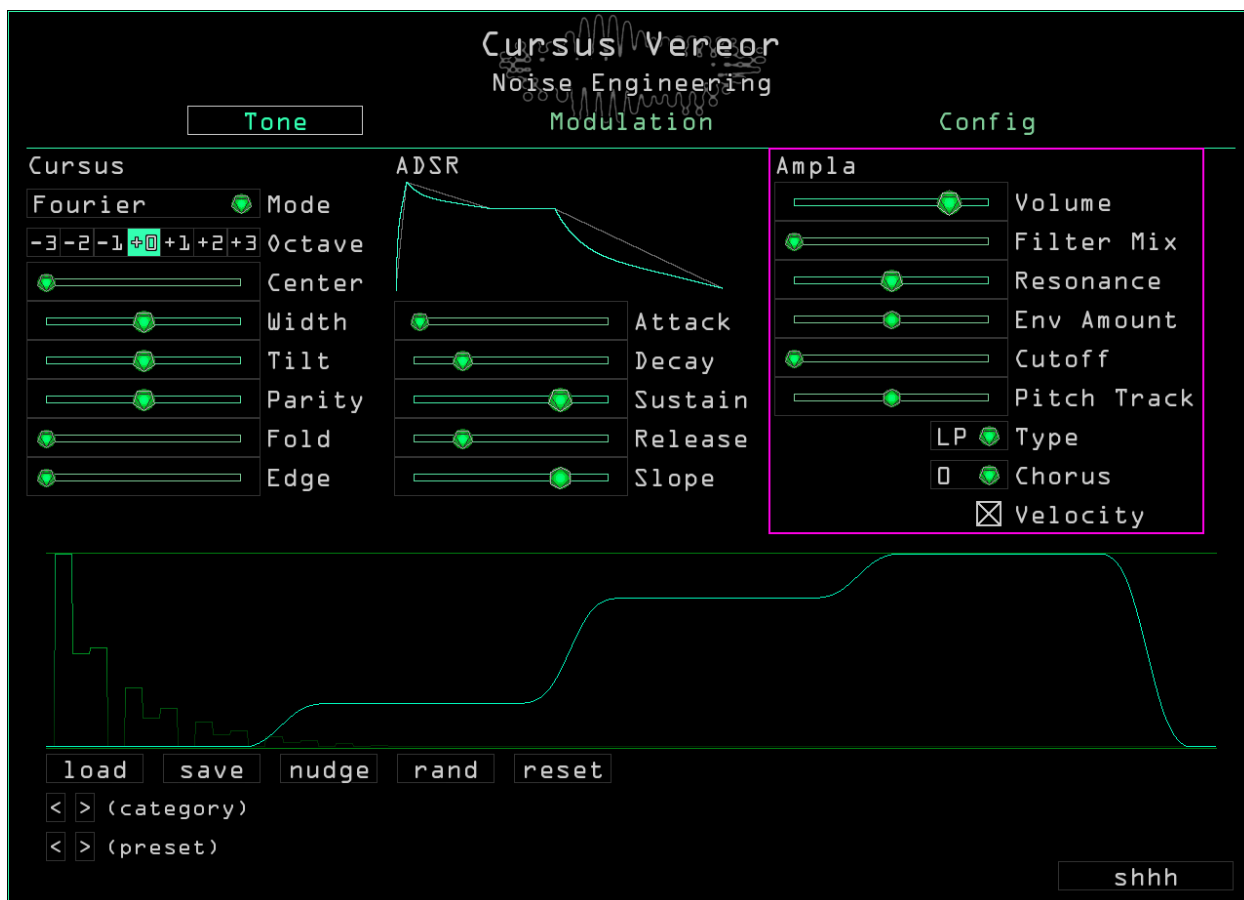 Cursus Vereor
Noise Engineering
Tone Modulation Config
Cursus
Fourier Mode
-3 -2 -1 +0 +1 +2 +3 Octave
Center
Width
Tilt
Parity
Fold
Edge
ADSR
Attack
Decay
Sustain
Release
Slope
Ampla
Volume
Filter Mix
Resonance
Env Amount
Cutoff
Pitch Track
LP Type
0 Chorus
Velocity
load save nudge rand reset
< > (category)
< > (preset)
shhh